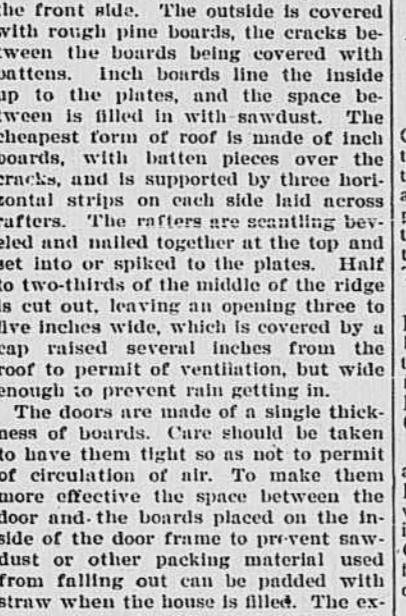 the front side. The outside is covered
with rough pine boards, the cracks be-
tween the boards being covered with
battens. Inch boards line the inside
up to the plates, and the space be-
tween is filled in with sawdust. The
cheapest form of roof is made of inch
boards, with batten pieces over the
cracks, and is supported by three hori-
zontal strips on each side laid across
rafters. The rafters are scantling bev-
eled and nailed together at the top and
set into or spiked to the plates. Half
to two-thirds of the middle of the ridge
is cut out, leaving an opening three to
five inches wide, which is covered by a
cap raised several inches from the
roof to permit of ventilation, but wide
enough to prevent rain getting in.
The doors are made of a single thick-
ness of boards. Care should be taken
to have them tight so as not to permit
of circulation of air. To make them
more effective the space between the
door and the boards placed on the in-
side of the door frame to prevent saw-
dust or other packing material used
from falling out can be padded with
straw when the house is filled. The ex-